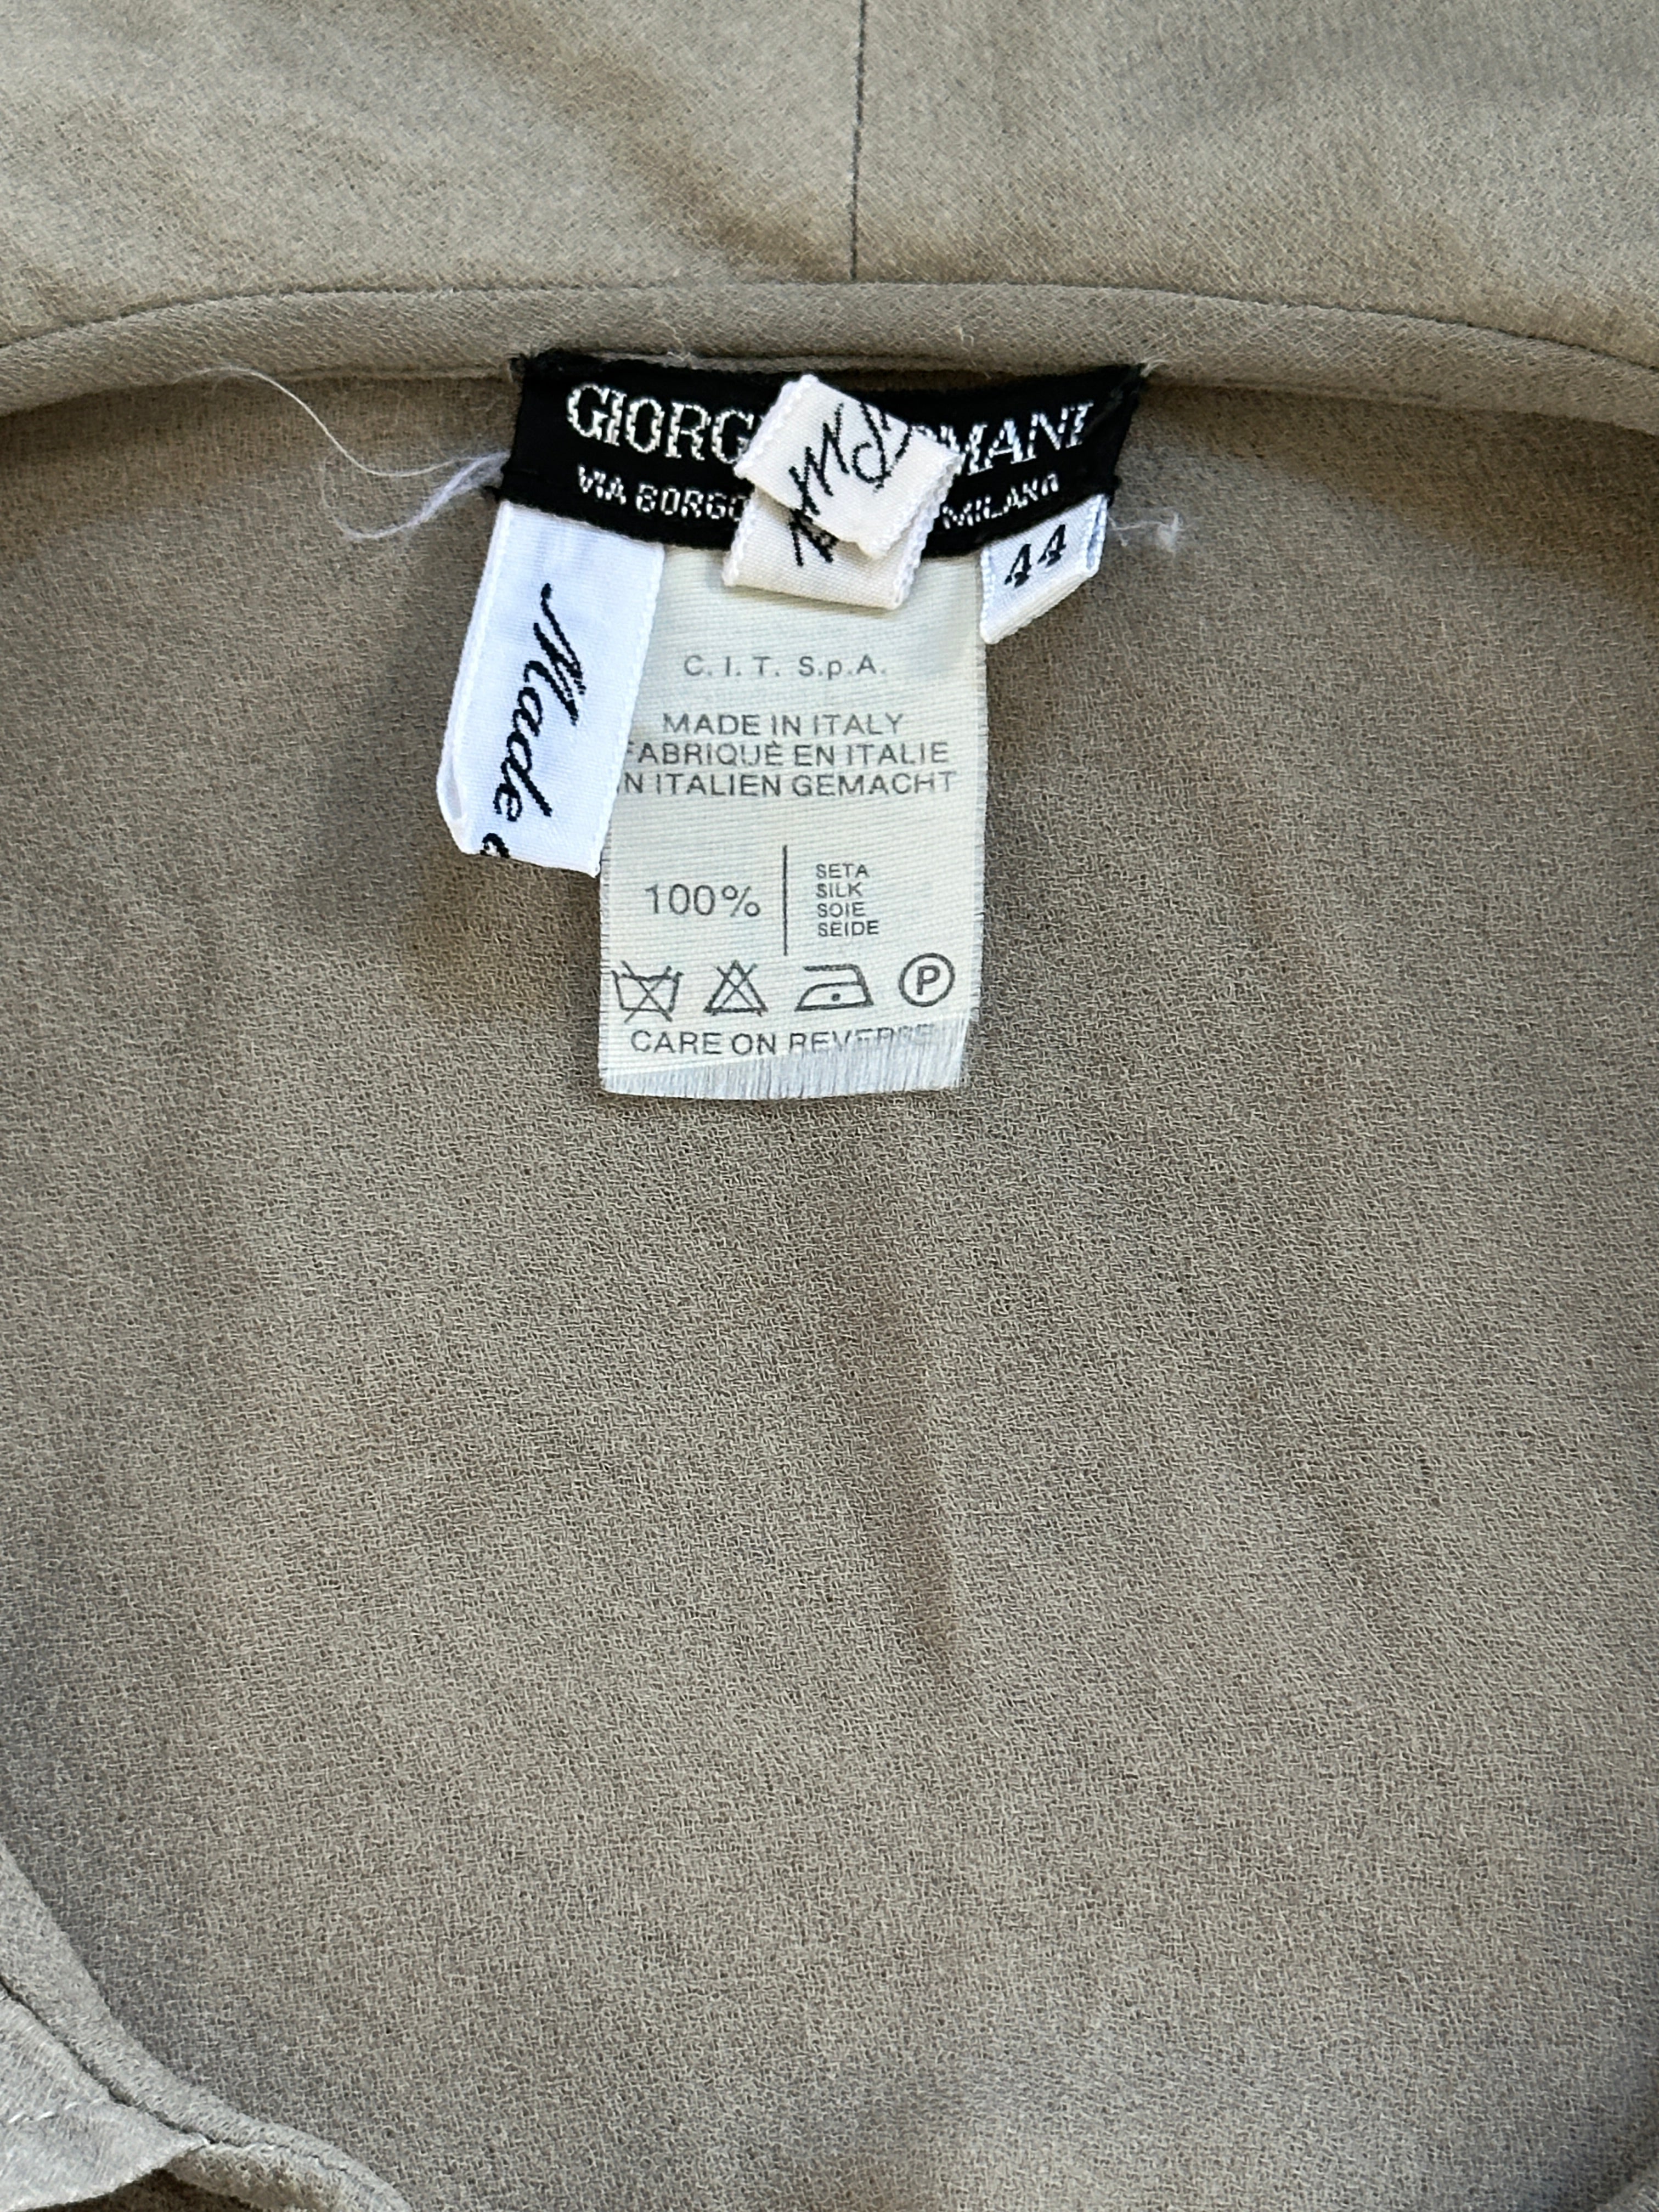 GIORG MANI
VIA BORGO MILANO
44
Made
C. I. T. S.p.A.
MADE IN ITALY
FABRIQUÈ EN ITALIE
IN ITALIEN GEMACHT
100%
SETA
SILK
SOIE
SEIDE
P
CARE ON REVERSE